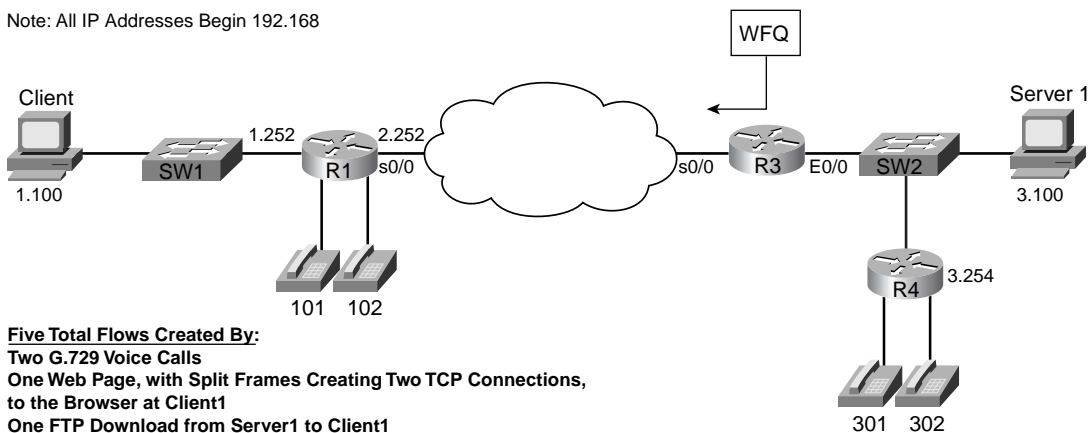 Note: All IP Addresses Begin 192.168
WFQ
Client
Server 1
1.252
2.252
SW1
R1
s0/0
s0/0
R3
E0/0
SW2
1.100
3.100
R4
3.254
101
102
Five Total Flows Created By:
Two G.729 Voice Calls
One Web Page, with Split Frames Creating Two TCP Connections,
to the Browser at Client1
One FTP Download from Server1 to Client1
301
302